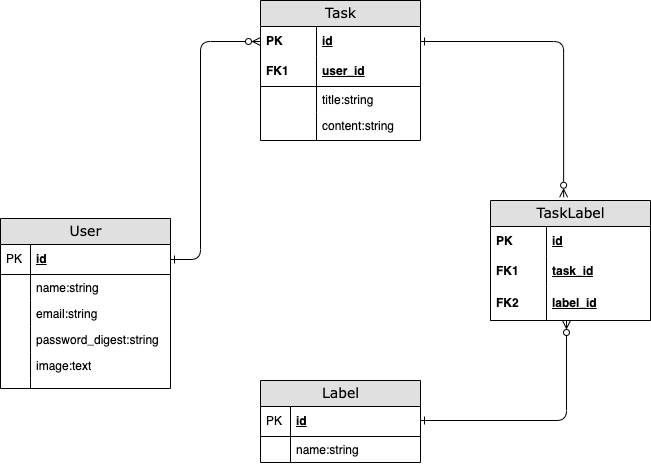 Task
PK id
FK1 user_id
title:string
content:string
User
PK id
name:string
email:string
password_digest:string
image:text
TaskLabel
PK id
FK1 task_id
FK2 label_id
Label
PK id
name:string